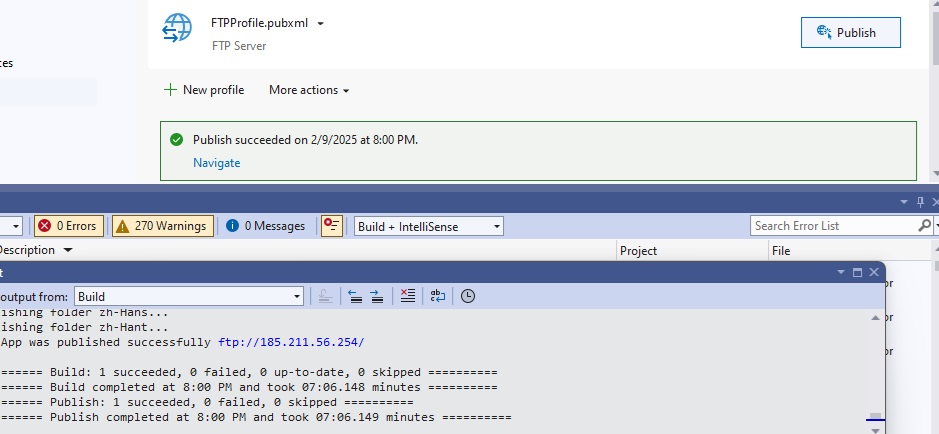 FTPProfile.pubxml
Publish
FTP Server
New profile
More actions
Publish succeeded on 2/9/2025 at 8:00 PM.
Navigate
0 Errors
270 Warnings
0 Messages
Build + IntelliSense
Search Error List
Description
Project
File
output from:
Build
ishing folder zh-Hans...
ishing folder zh-Hant...
App was published successfully ftp://185.211.56.254/
====== Build: 1 succeeded, 0 failed, 0 up-to-date, 0 skipped ==========
====== Build completed at 8:00 PM and took 07:06.148 minutes ==========
====== Publish: 1 succeeded, 0 failed, 0 skipped ==========
====== Publish completed at 8:00 PM and took 07:06.149 minutes ==========